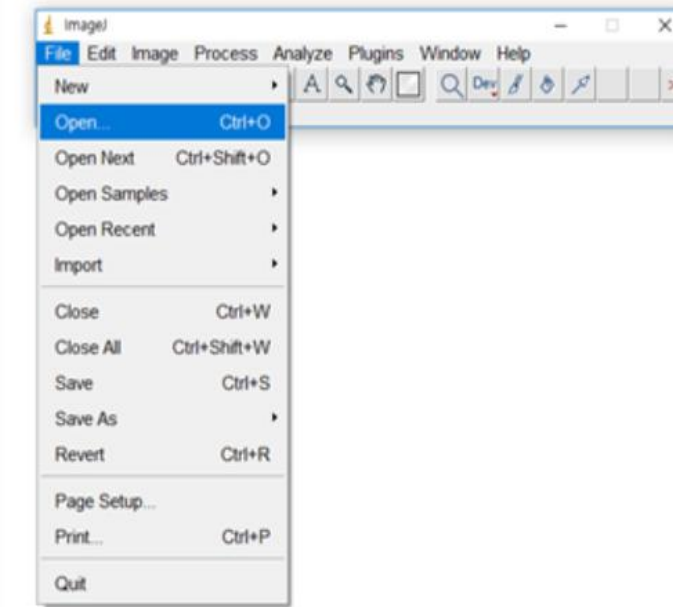 ImageJ
File Edit Image Process Analyze Plugins Window Help
A Dev
New
Open... Ctrl+O
Open Next Ctrl+Shift+O
Open Samples
Open Recent
Import
Close Ctrl+W
Close All Ctrl+Shift+W
Save Ctrl+S
Save As
Revert Ctrl+R
Page Setup...
Print... Ctrl+P
Quit